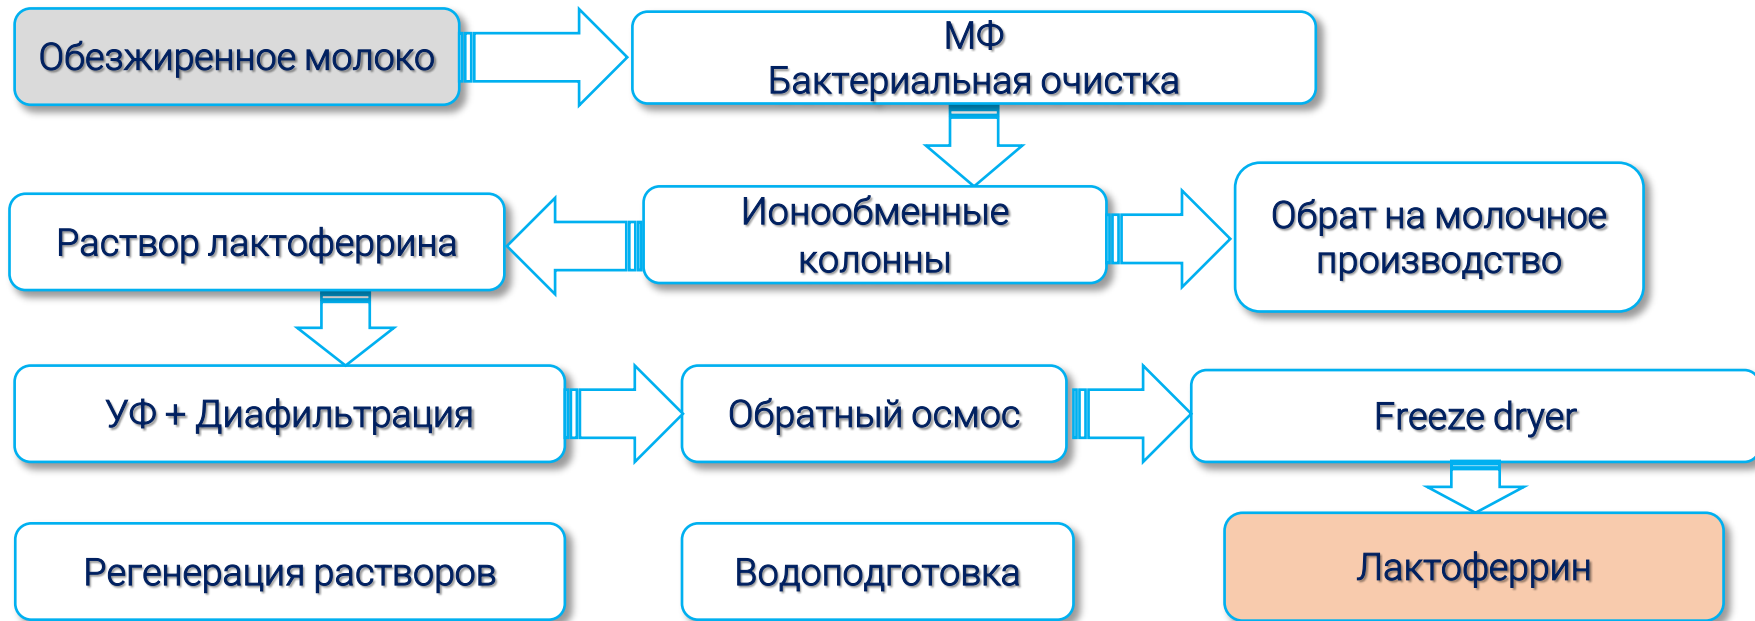 Обезжиренное молоко
МФ
Бактериальная очистка
Раствор лактоферрина
Ионообменные
колонны
Обрат на молочное
производство
УФ + Диафильтрация
Обратный осмос
Freeze dryer
Регенерация растворов
Водоподготовка
Лактоферрин